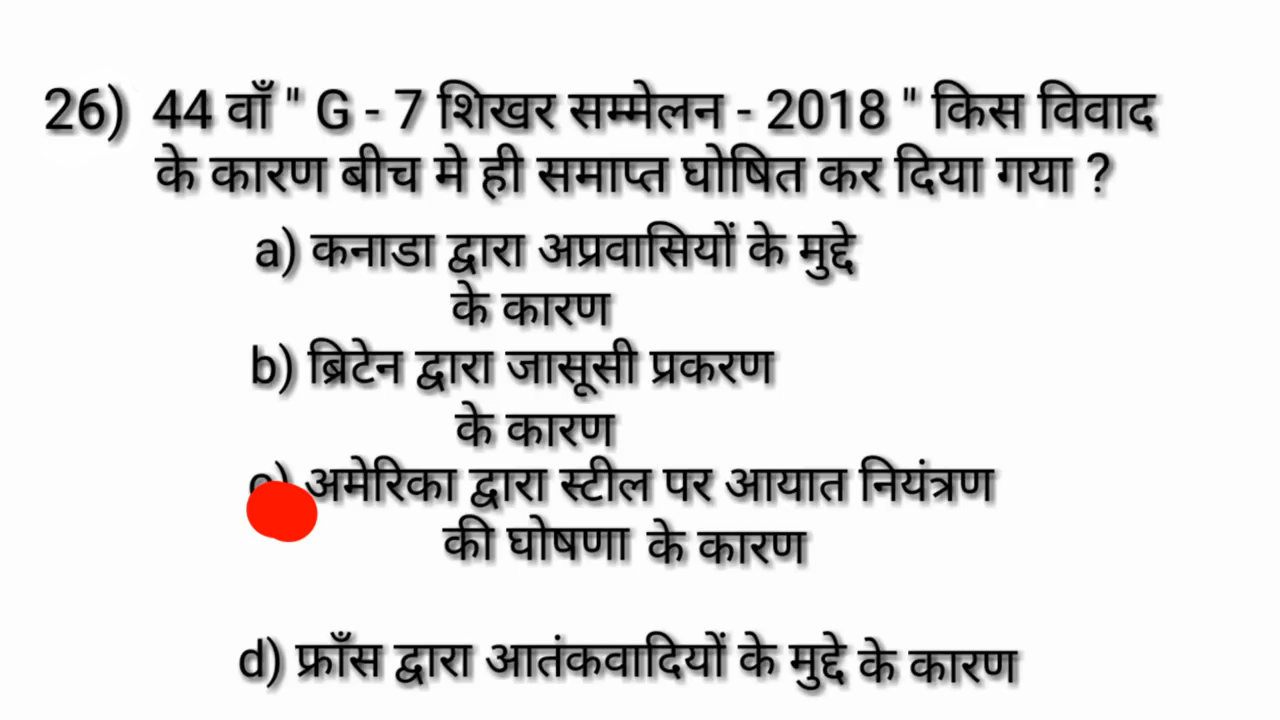 26) 44 वाँ " G - 7 शिखर सम्मेलन - 2018 " किस विवाद
के कारण बीच मे ही समाप्त घोषित कर दिया गया ?
a) कनाडा द्वारा अप्रवासियों के मुद्दे
के कारण
b) ब्रिटेन द्वारा जासूसी प्रकरण
के कारण
c) अमेरिका द्वारा स्टील पर आयात नियंत्रण
की घोषणा के कारण
d) फ्राँस द्वारा आतंकवादियों के मुद्दे के कारण